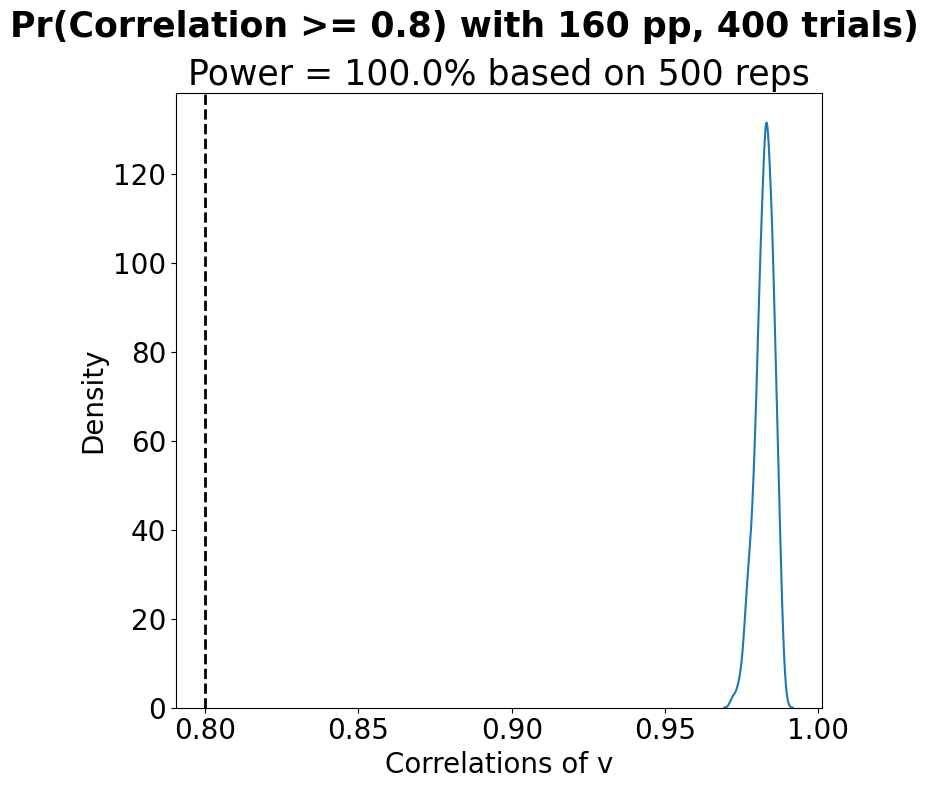 Pr(Correlation >= 0.8) with 160 pp, 400 trials)
Power = 100.0% based on 500 reps
120
100
80
60
40
20
0
Density
0.80 0.85 0.90 0.95 1.00
Correlations of v